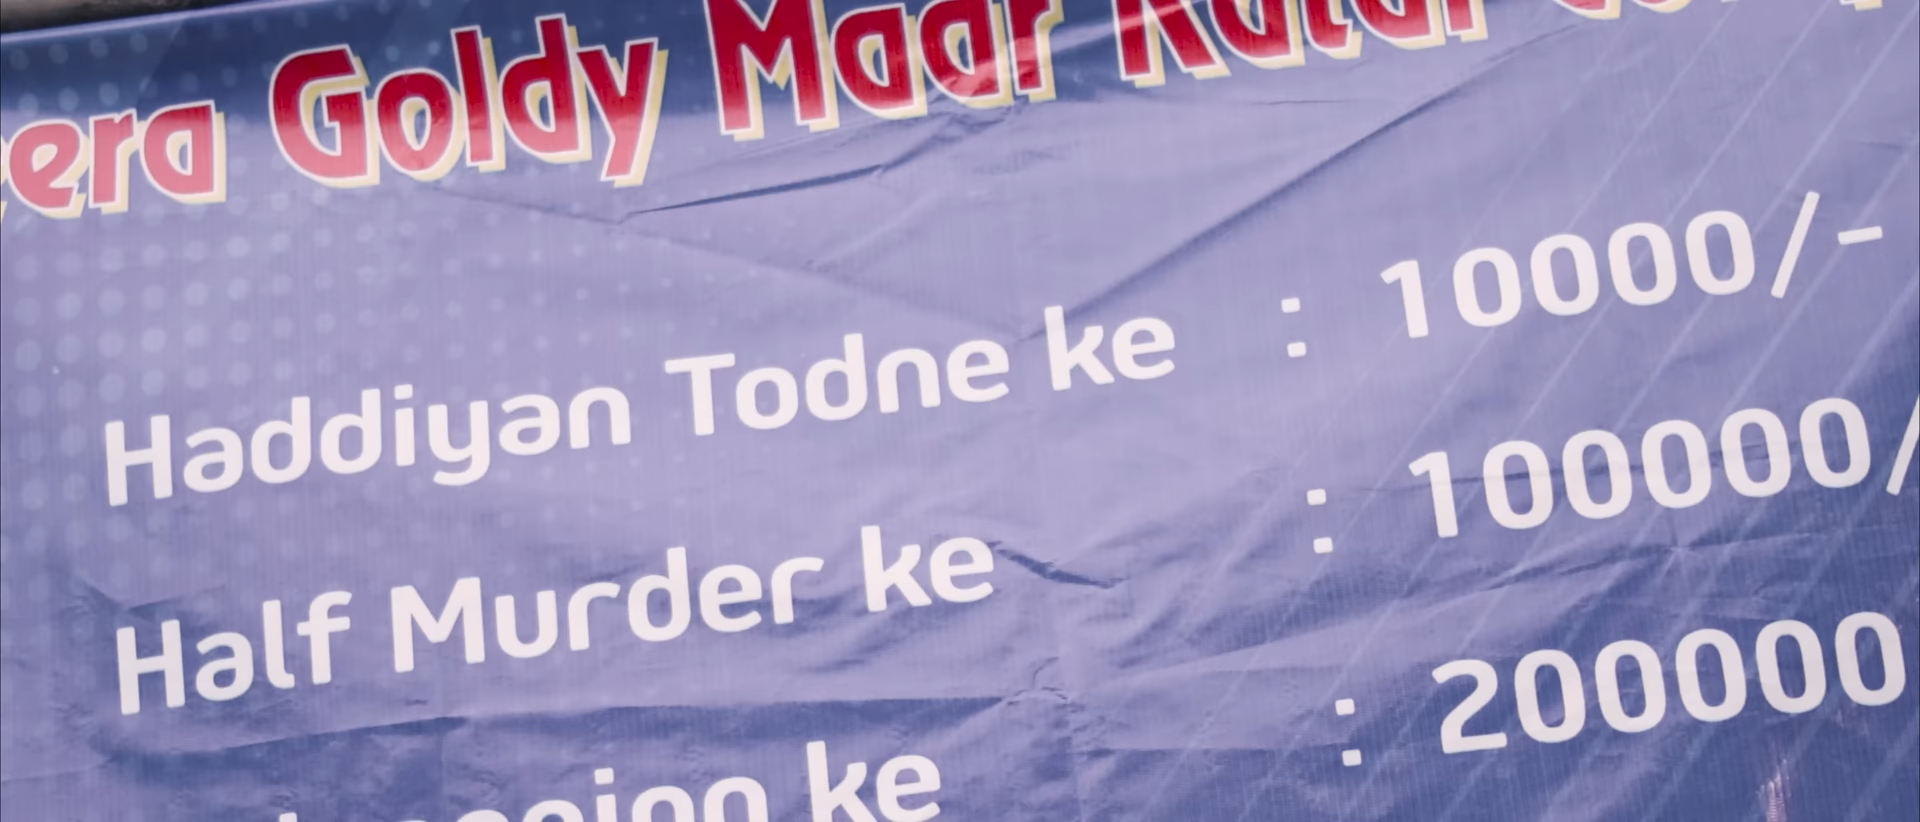 Goldy Maar
Haddiyan Todne ke : 10000/-
Half Murder ke : 100000/
ke : 200000